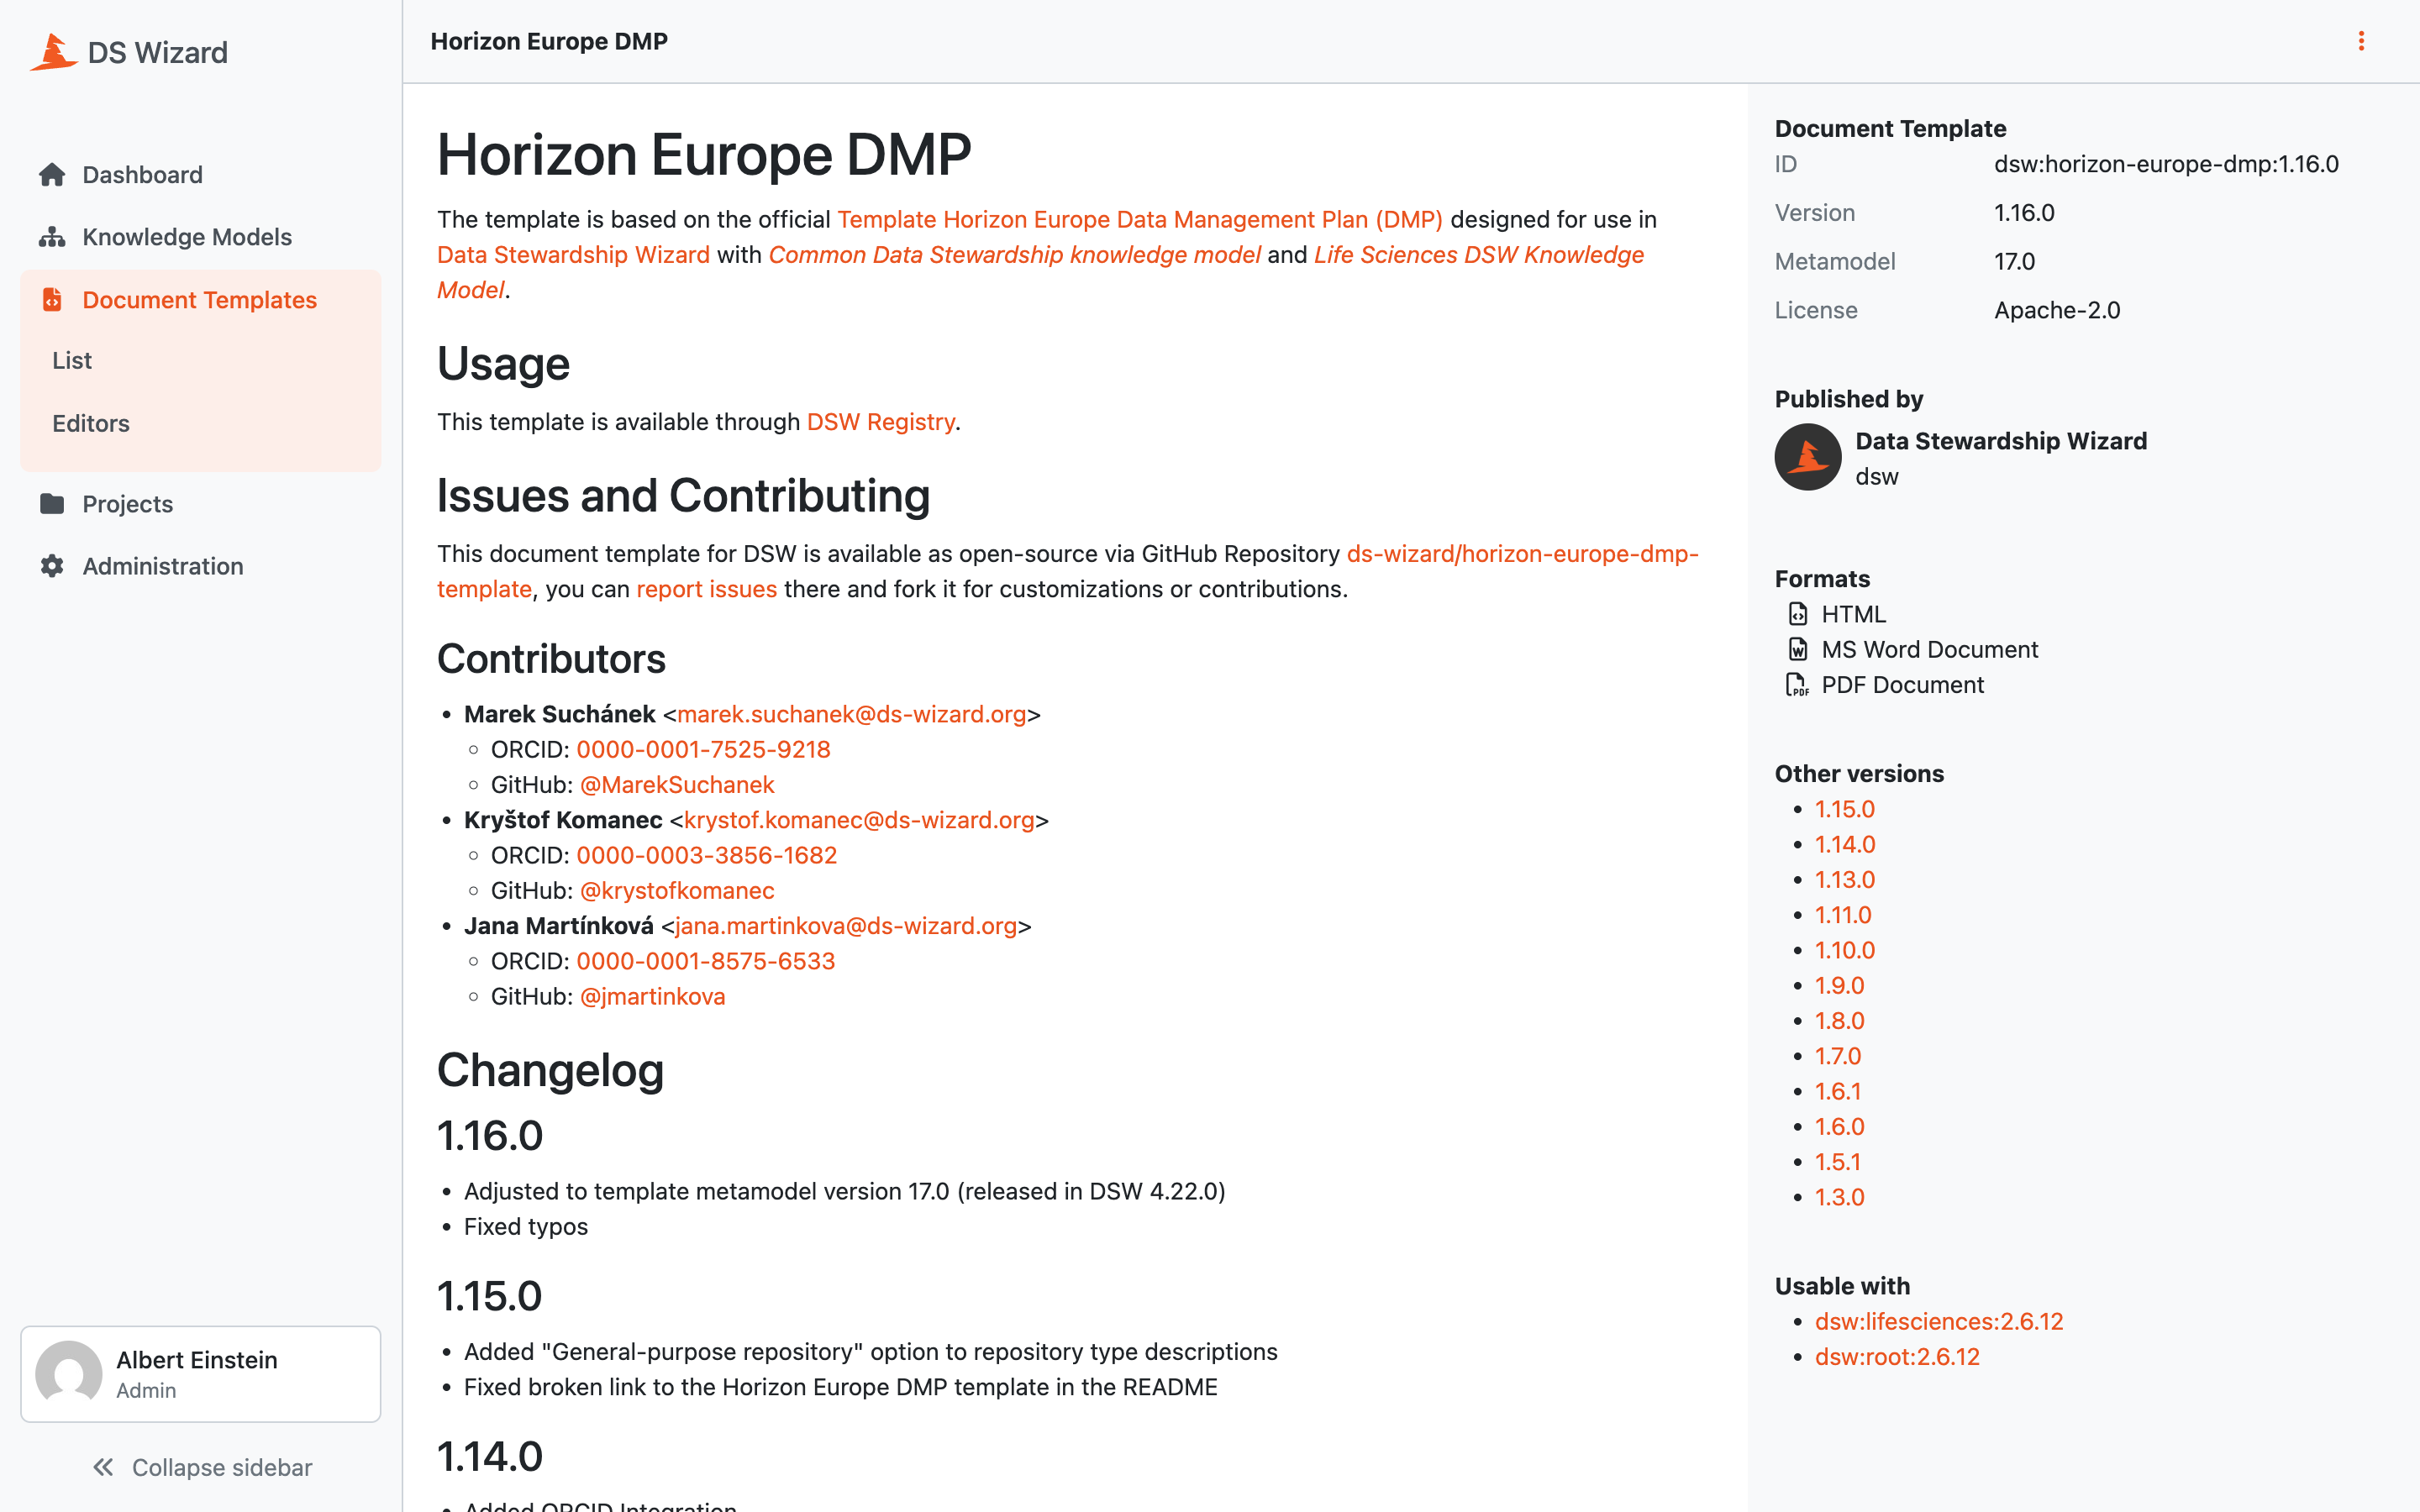 DS Wizard
Dashboard
Knowledge Models
Document Templates
List
Editors
Projects
Administration
Albert Einstein
Admin
Collapse sidebar
Horizon Europe DMP
Horizon Europe DMP
The template is based on the official Template Horizon Europe Data Management Plan (DMP) designed for use in
Data Stewardship Wizard with Common Data Stewardship knowledge model and Life Sciences DSW Knowledge
Model.
Usage
This template is available through DSW Registry.
Issues and Contributing
This document template for DSW is available as open-source via GitHub Repository ds-wizard/horizon-europe-dmp-
template, you can report issues there and fork it for customizations or contributions.
Contributors
• Marek Suchánek <marek.suchanek@ds-wizard.org>
◦ ORCID: 0000-0001-7525-9218
◦ GitHub: @MarekSuchanek
• Kryštof Komanec <krystof.komanec@ds-wizard.org>
◦ ORCID: 0000-0003-3856-1682
◦ GitHub: @krystofkomanec
• Jana Martínková <jana.martinkova@ds-wizard.org>
◦ ORCID: 0000-0001-8575-6533
◦ GitHub: @jmartinkova
Changelog
1.16.0
• Adjusted to template metamodel version 17.0 (released in DSW 4.22.0)
• Fixed typos
1.15.0
• Added "General-purpose repository" option to repository type descriptions
• Fixed broken link to the Horizon Europe DMP template in the README
1.14.0
• Added ORCID Integration
Document Template
ID dsw:horizon-europe-dmp:1.16.0
Version 1.16.0
Metamodel 17.0
License Apache-2.0
Published by
Data Stewardship Wizard
dsw
Formats
HTML
MS Word Document
PDF Document
Other versions
• 1.15.0
• 1.14.0
• 1.13.0
• 1.11.0
• 1.10.0
• 1.9.0
• 1.8.0
• 1.7.0
• 1.6.1
• 1.6.0
• 1.5.1
• 1.3.0
Usable with
• dsw:lifesciences:2.6.12
• dsw:root:2.6.12